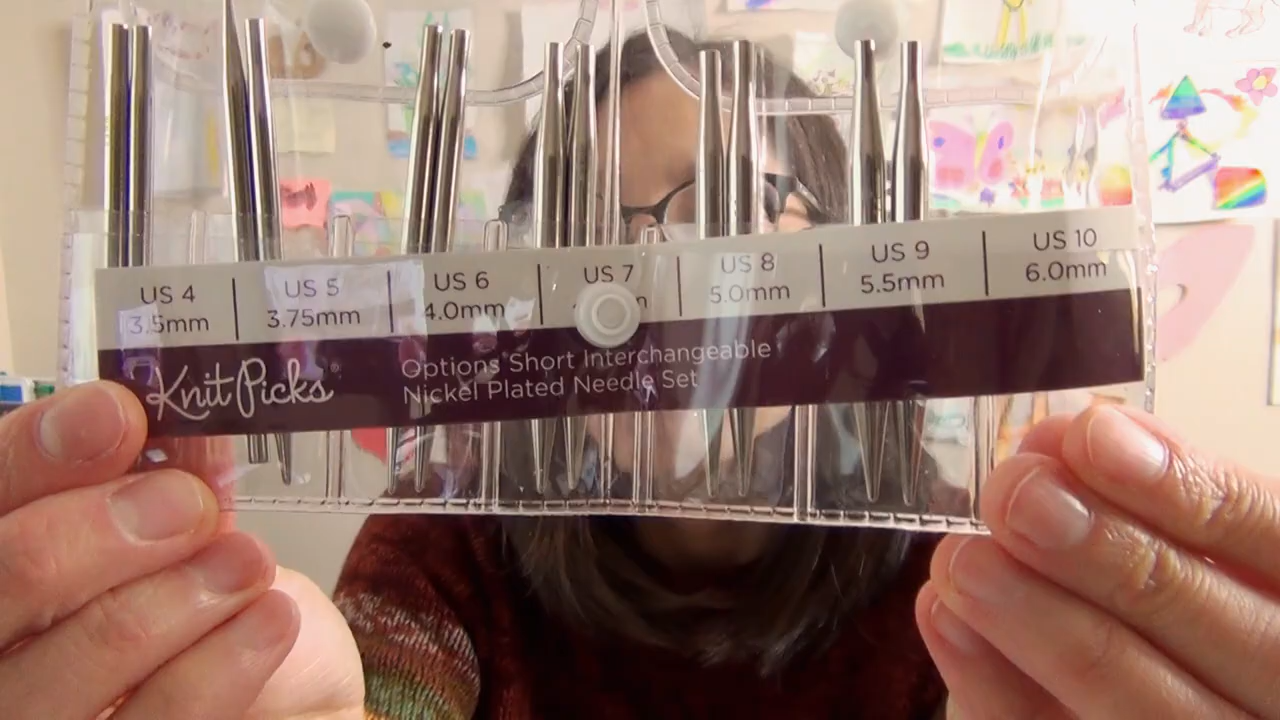 US 4
3.5mm
US 5
3.75mm
US 6
4.0mm
US 7
US 8
5.0mm
US 9
5.5mm
US 10
6.0mm
KnitPicks®
Options Short Interchangeable
Nickel Plated Needle Set